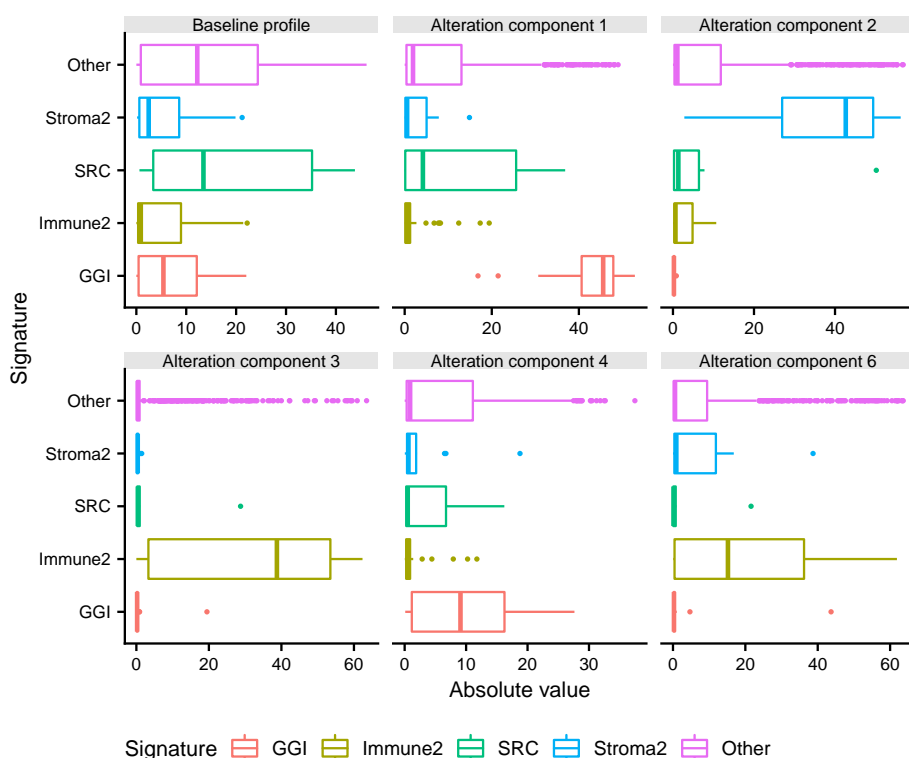 Baseline profile Alteration component 1 Alteration component 2
Other
Stroma2
SRC
Immune2
GGI
0 10 20 30 40 0 20 40 0 20 40
Signature
Alteration component 3 Alteration component 4 Alteration component 6
Other
Stroma2
SRC
Immune2
GGI
0 20 40 60 0 10 20 30 0 20 40 60
Absolute value
Signature GGI Immune2 SRC Stroma2 Other